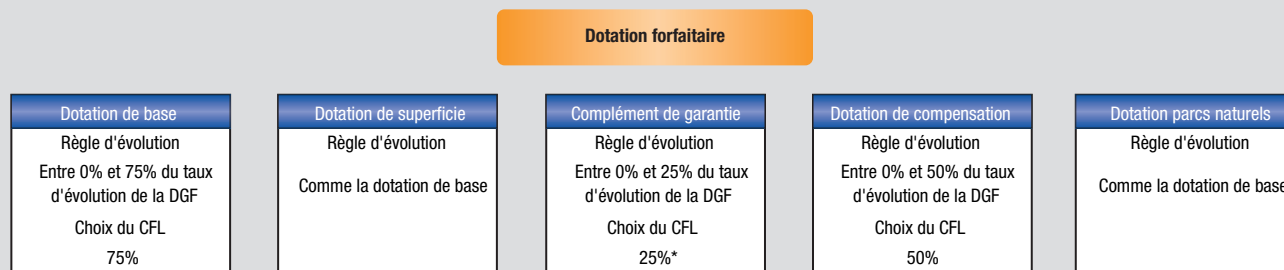 Dotation forfaitaire
Dotation de base
Règle d'évolution
Entre 0% et 75% du taux
d'évolution de la DGF
Choix du CFL
75%
Dotation de superficie
Règle d'évolution
Comme la dotation de base
Complément de garantie
Règle d'évolution
Entre 0% et 25% du taux
d'évolution de la DGF
Choix du CFL
25%*
Dotation de compensation
Règle d'évolution
Entre 0% et 50% du taux
d'évolution de la DGF
Choix du CFL
50%
Dotation parcs naturels
Règle d'évolution
Comme la dotation de base